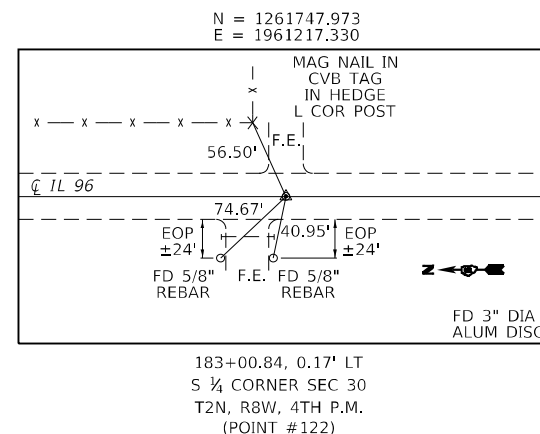 N = 1261747.973
E = 1961217.330
MAG NAIL IN
CVB TAG
IN HEDGE
L COR POST
x x x x x x
x
F.E.
56.50'
℄ IL 96
74.67'
40.95'
EOP
±24'
EOP
±24'
FD 5/8"
REBAR
F.E.
FD 5/8"
REBAR
N
FD 3" DIA
ALUM DISC
183+00.84, 0.17' LT
S ¼ CORNER SEC 30
T2N, R8W, 4TH P.M.
(POINT #122)